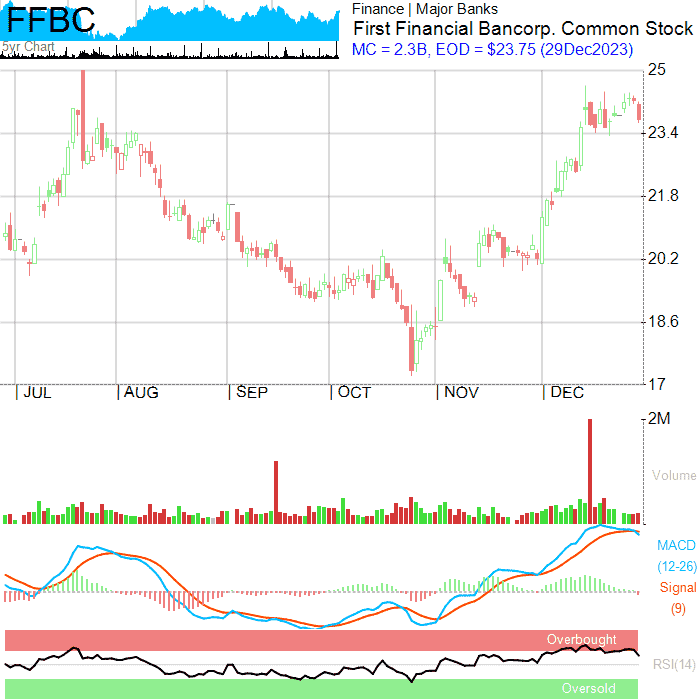 FFBC
5yr Chart
Finance | Major Banks
First Financial Bancorp. Common Stock
MC = 2.3B, EOD = $23.75 (29Dec2023)
25
23.4
21.8
20.2
18.6
17
JUL AUG SEP OCT NOV DEC
2M
Volume
MACD
(12-26)
Signal
(9)
Overbought
RSI(14)
Oversold